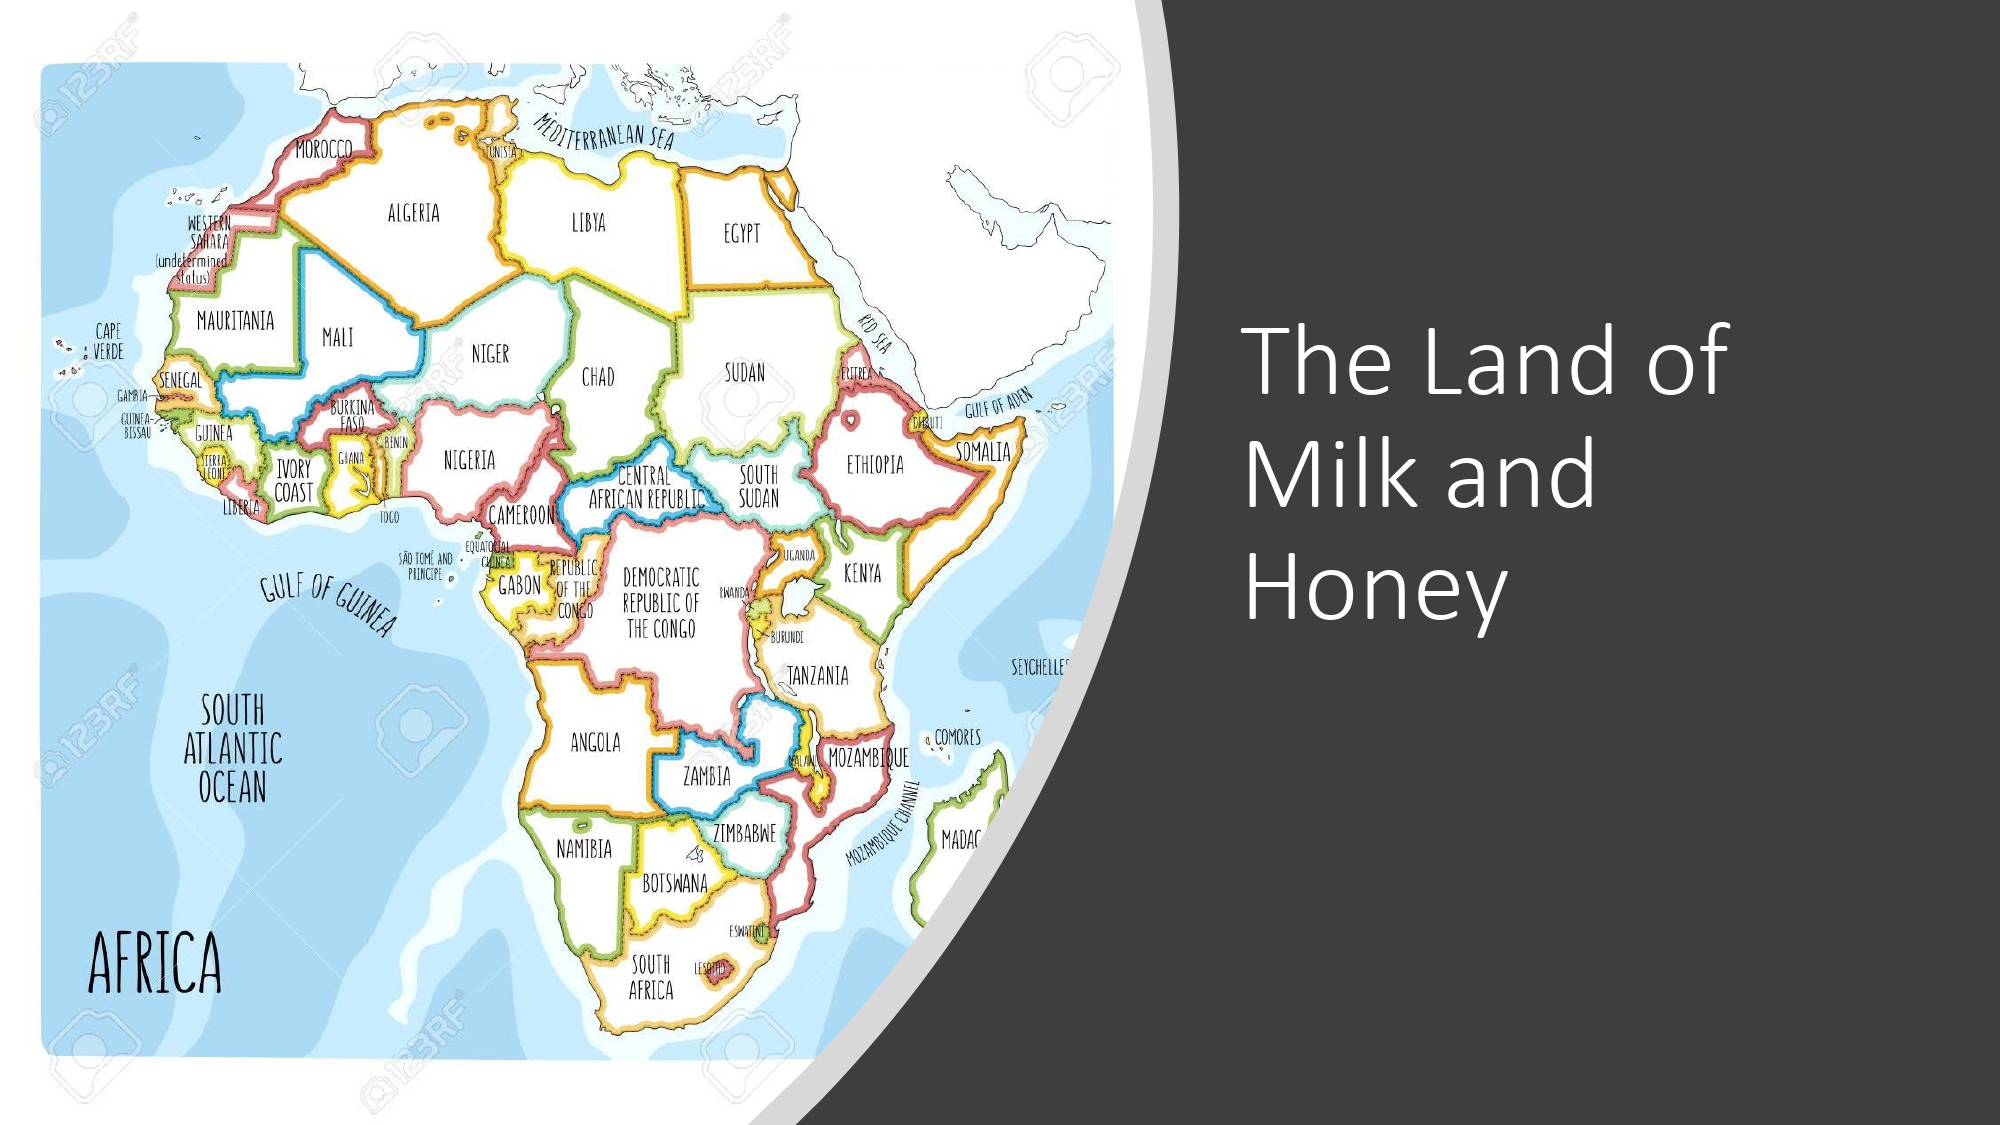 The Land of
Milk and
Honey
MEDITERRANEAN SEA
MOROCCO
TUNISIA
ALGERIA
LIBYA
EGYPT
WESTERN
SAHARA
(undetermined
status)
MAURITANIA
MALI
NIGER
CHAD
SUDAN
RED SEA
ERITREA
CAPE
VERDE
SENEGAL
GAMBIA
GUINEA-
BISSAU
GUINEA
SIERRA
LEONE
LIBERIA
IVORY
COAST
BURKINA
FASO
GHANA
BENIN
TOGO
NIGERIA
CAMEROON
CENTRAL
AFRICAN REPUBLIC
SOUTH
SUDAN
ETHIOPIA
DJIBUTI
GULF OF ADEN
SOMALIA
EQUATORIAL
GUINEA
SÃO TOMÉ AND
PRINCIPE
GABON
REPUBLIC
OF THE
CONGO
DEMOCRATIC
REPUBLIC OF
THE CONGO
UGANDA
KENYA
RWANDA
BURUNDI
TANZANIA
GULF OF GUINEA
SEYCHELLES
SOUTH
ATLANTIC
OCEAN
ANGOLA
ZAMBIA
MALAWI
MOZAMBIQUE
COMORES
MOZAMBIQUE CHANNEL
MADAG
ZIMBABWE
NAMIBIA
BOTSWANA
ESWATINI
LESOTHO
SOUTH
AFRICA
AFRICA
123RF